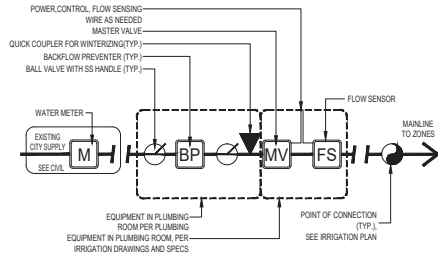 POWER,CONTROL, FLOW SENSING
WIRE AS NEEDED
MASTER VALVE
QUICK COUPLER FOR WINTERIZING(TYP.)
BACKFLOW PREVENTER (TYP.)
BALL VALVE WITH SS HANDLE (TYP.)
WATER METER
FLOW SENSOR
MAINLINE
TO ZONES
EXISTING
CITY SUPPLY
SEE CIVIL
M
BP
MV
FS
EQUIPMENT IN PLUMBING
ROOM PER PLUMBING
EQUIPMENT IN PLUMBING ROOM, PER
IRRIGATION DRAWINGS AND SPECS
POINT OF CONNECTION
(TYP.),
SEE IRRIGATION PLAN